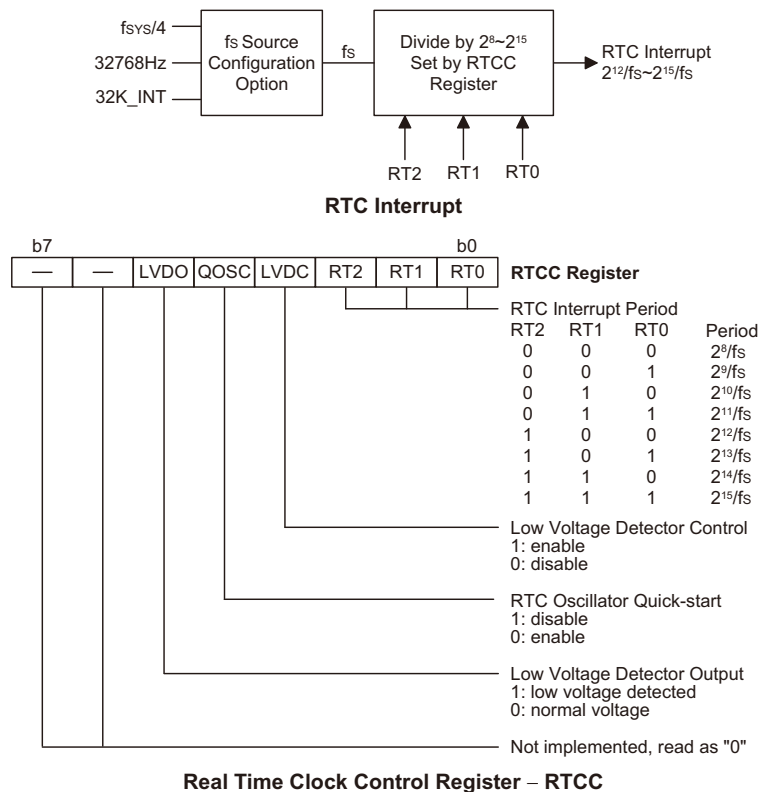 fSYS/4
32768Hz
32K_INT
fS Source
Configuration
Option
fS
Divide by 2⁸~2¹⁵
Set by RTCC
Register
RTC Interrupt
2¹²/fS~2¹⁵/fS
RT2 RT1 RT0
RTC Interrupt
b7 b0
— — LVDO QOSC LVDC RT2 RT1 RT0 RTCC Register
RTC Interrupt Period
RT2 RT1 RT0 Period
0 0 0 2⁸/fS
0 0 1 2⁹/fS
0 1 0 2¹⁰/fS
0 1 1 2¹¹/fS
1 0 0 2¹²/fS
1 0 1 2¹³/fS
1 1 0 2¹⁴/fS
1 1 1 2¹⁵/fS
Low Voltage Detector Control
1: enable
0: disable
RTC Oscillator Quick-start
1: disable
0: enable
Low Voltage Detector Output
1: low voltage detected
0: normal voltage
Not implemented, read as "0"
Real Time Clock Control Register – RTCC